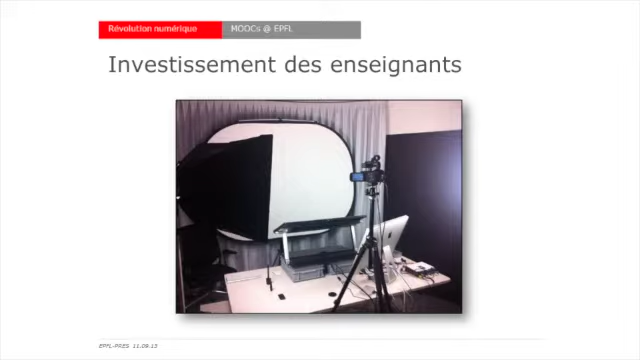 Révolution numérique MOOCs @ EPFL
Investissement des enseignants
EPFL-PRES 11.09.13